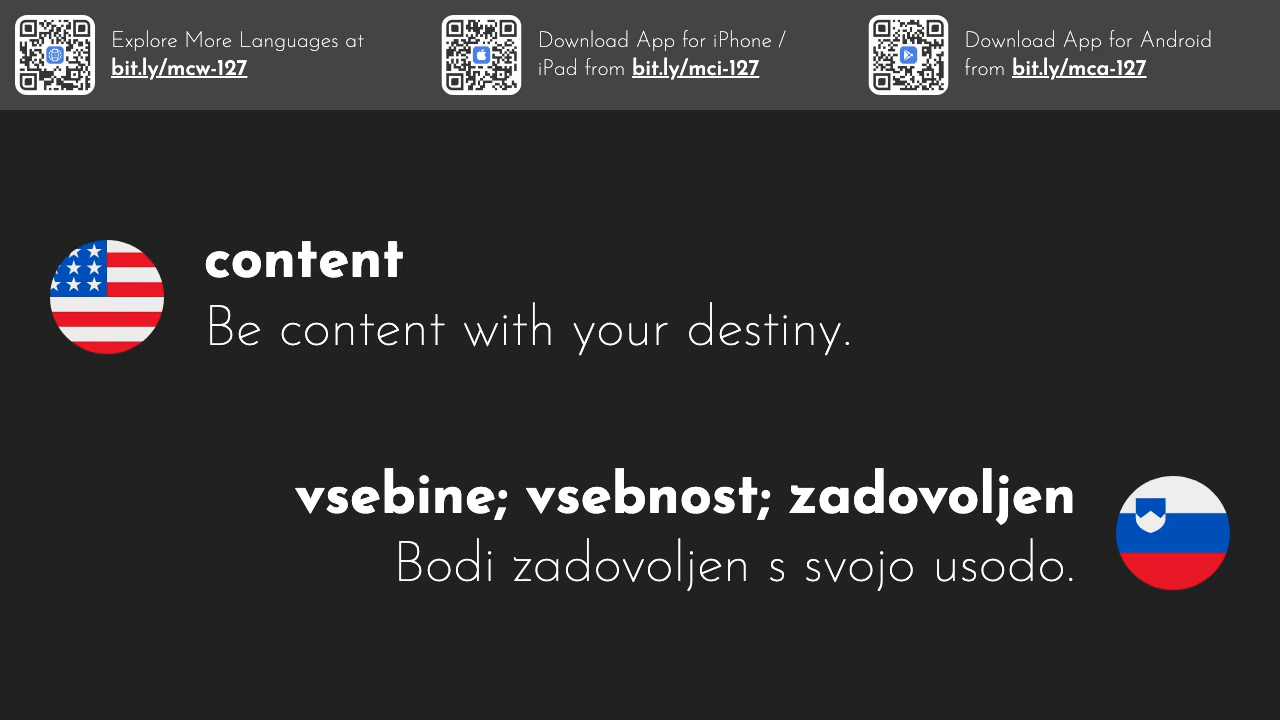 Explore More Languages at
bit.ly/mcw-127
Download App for iPhone /
iPad from bit.ly/mci-127
Download App for Android
from bit.ly/mca-127
content
Be content with your destiny.
vsebine; vsebnost; zadovoljen
Bodi zadovoljen s svojo usodo.